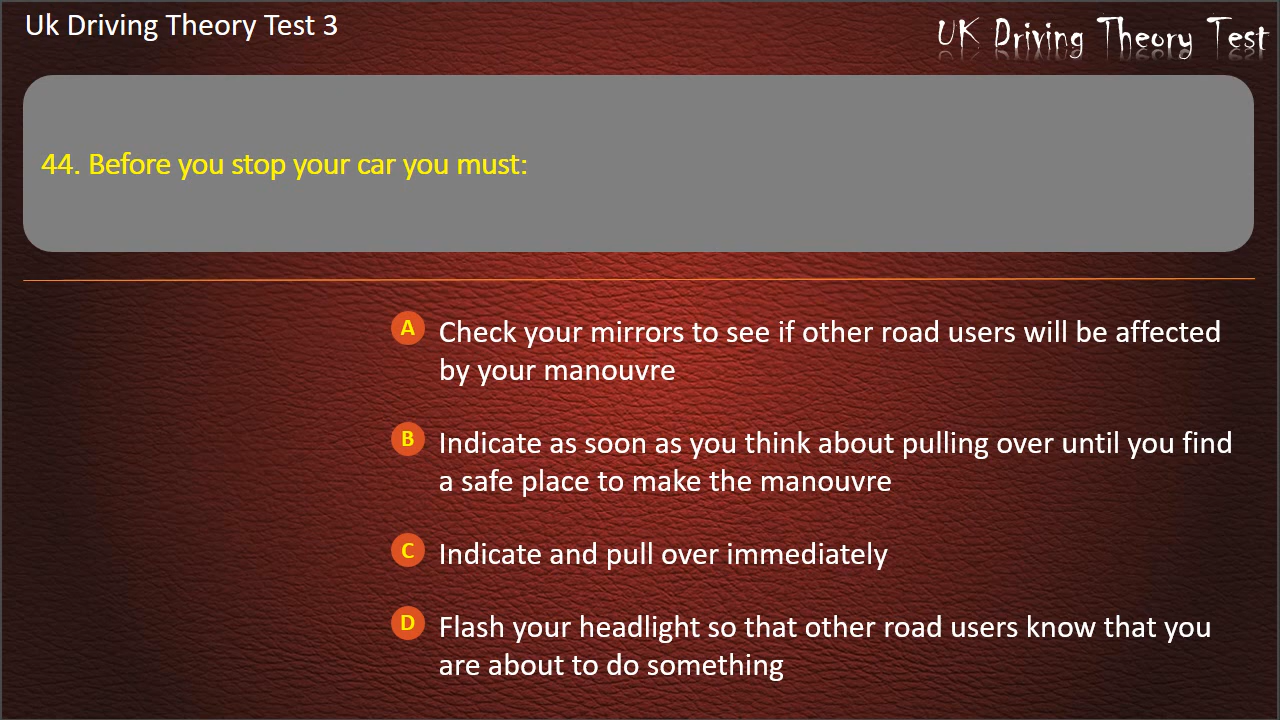 Uk Driving Theory Test 3
UK Driving Theory Test
44. Before you stop your car you must:
A Check your mirrors to see if other road users will be affected
by your manouvre
B Indicate as soon as you think about pulling over until you find
a safe place to make the manouvre
C Indicate and pull over immediately
D Flash your headlight so that other road users know that you
are about to do something